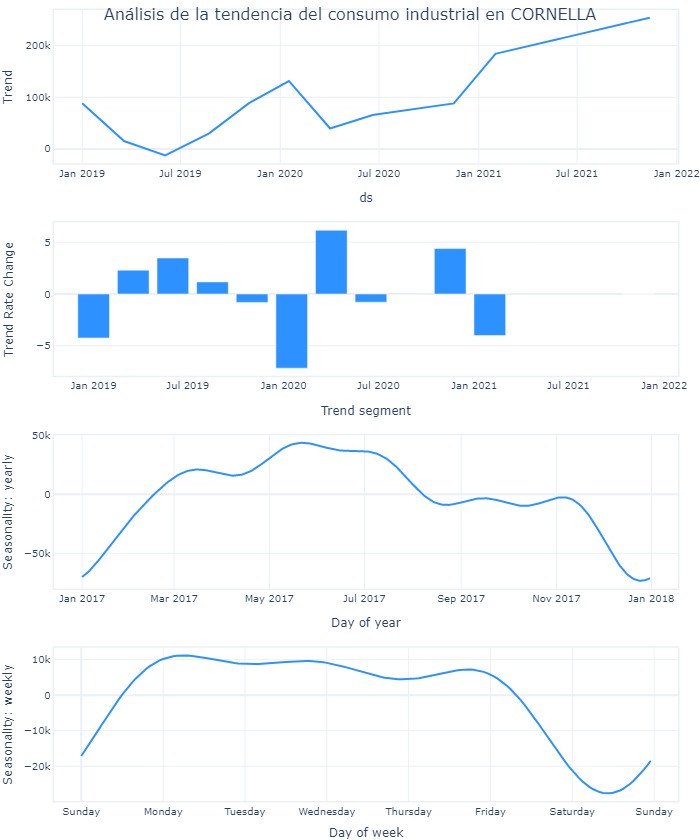 Análisis de la tendencia del consumo industrial en CORNELLA
Trend
200k
100k
0
Jan 2019 Jul 2019 Jan 2020 Jul 2020 Jan 2021 Jul 2021 Jan 2022
ds
Trend Rate Change
5
0
−5
Jan 2019 Jul 2019 Jan 2020 Jul 2020 Jan 2021 Jul 2021 Jan 2022
Trend segment
Seasonality: yearly
50k
0
−50k
Jan 2017 Mar 2017 May 2017 Jul 2017 Sep 2017 Nov 2017 Jan 2018
Day of year
Seasonality: weekly
10k
0
−10k
−20k
Sunday Monday Tuesday Wednesday Thursday Friday Saturday Sunday
Day of week